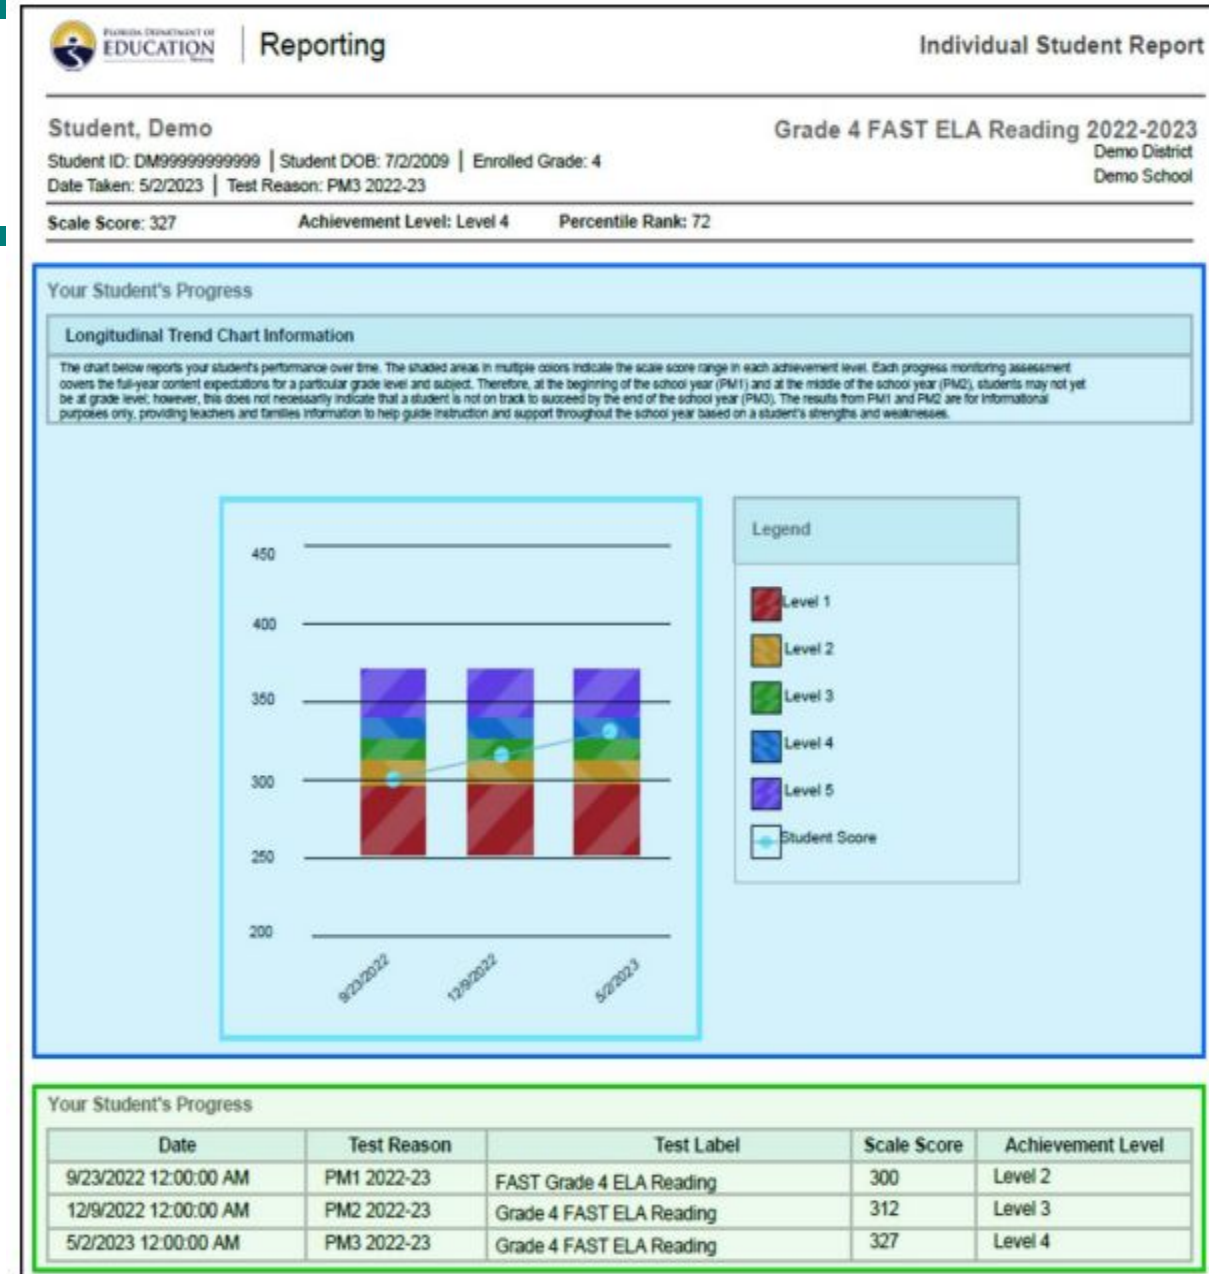 FLORIDA DEPARTMENT OF
EDUCATION
Reporting
Individual Student Report
Student, Demo
Grade 4 FAST ELA Reading 2022-2023
Demo District
Student ID: DM99999999999 | Student DOB: 7/2/2009 | Enrolled Grade: 4
Demo School
Date Taken: 5/2/2023 | Test Reason: PM3 2022-23
Scale Score: 327 Achievement Level: Level 4 Percentile Rank: 72
Your Student's Progress
Longitudinal Trend Chart Information
The chart below reports your student's performance over time. The shaded areas in multiple colors indicate the scale score range in each achievement level. Each progress monitoring assessment
covers the full-year content expectations for a particular grade level and subject. Therefore, at the beginning of the school year (PM1) and at the middle of the school year (PM2), students may not yet
be at grade level; however, this does not necessarily indicate that a student is not on track to succeed by the end of the school year (PM3). The results from PM1 and PM2 are for informational
purposes only, providing teachers and families information to help guide instruction and support throughout the school year based on a student's strengths and weaknesses.
450
400
350
300
250
200
9/23/2022
12/9/2022
5/2/2023
Legend
Level 1
Level 2
Level 3
Level 4
Level 5
Student Score
Your Student's Progress
Date Test Reason Test Label Scale Score Achievement Level
9/23/2022 12:00:00 AM PM1 2022-23 FAST Grade 4 ELA Reading 300 Level 2
12/9/2022 12:00:00 AM PM2 2022-23 Grade 4 FAST ELA Reading 312 Level 3
5/2/2023 12:00:00 AM PM3 2022-23 Grade 4 FAST ELA Reading 327 Level 4